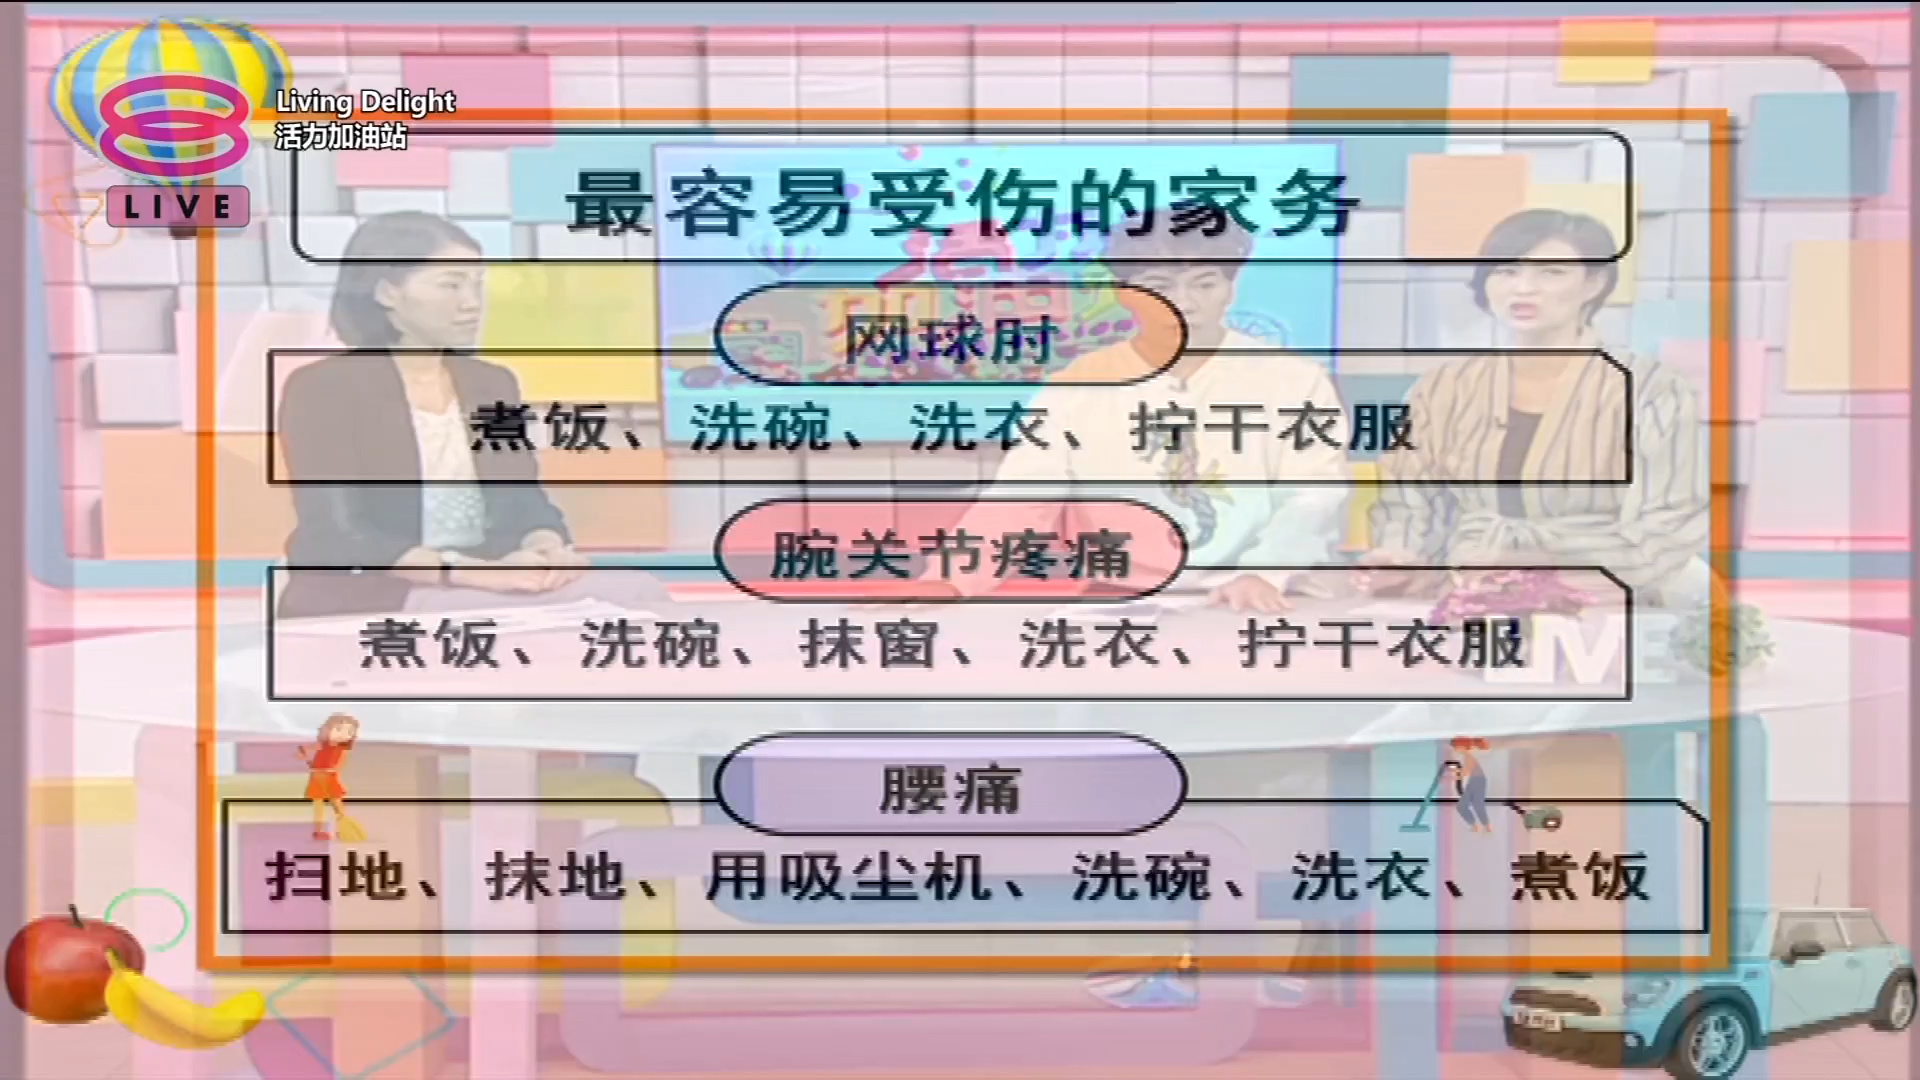 Living Delight
活力加油站
LIVE
最容易受伤的家务
网球肘
煮饭、洗碗、洗衣、拧干衣服
腕关节疼痛
煮饭、洗碗、抹窗、洗衣、拧干衣服
腰痛
扫地、抹地、用吸尘机、洗碗、洗衣、煮饭